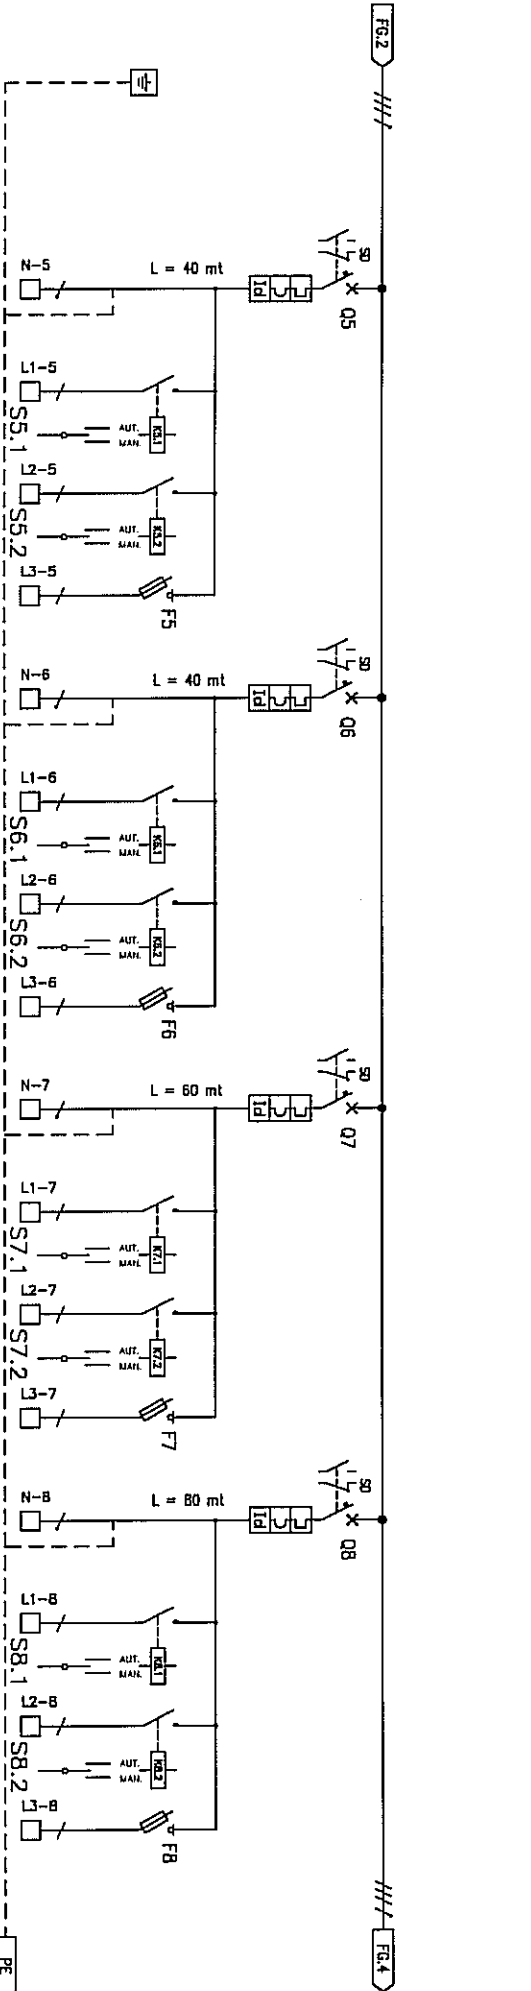 FG.2
SD
Q5
Id
L = 40 mt
N-5
L1-5
K5.1
AUT.
MAN.
S5.1
L2-5
K5.2
AUT.
MAN.
S5.2
L3-5
F5
SD
Q6
Id
L = 40 mt
N-6
L1-6
K6.1
AUT.
MAN.
S6.1
L2-6
K6.2
AUT.
MAN.
S6.2
L3-6
F6
SD
Q7
Id
L = 60 mt
N-7
L1-7
K7.1
AUT.
MAN.
S7.1
L2-7
K7.2
AUT.
MAN.
S7.2
L3-7
F7
SD
Q8
Id
L = 80 mt
N-8
L1-8
K8.1
AUT.
MAN.
S8.1
L2-8
K8.2
AUT.
MAN.
S8.2
L3-8
F8
FG.4
PE